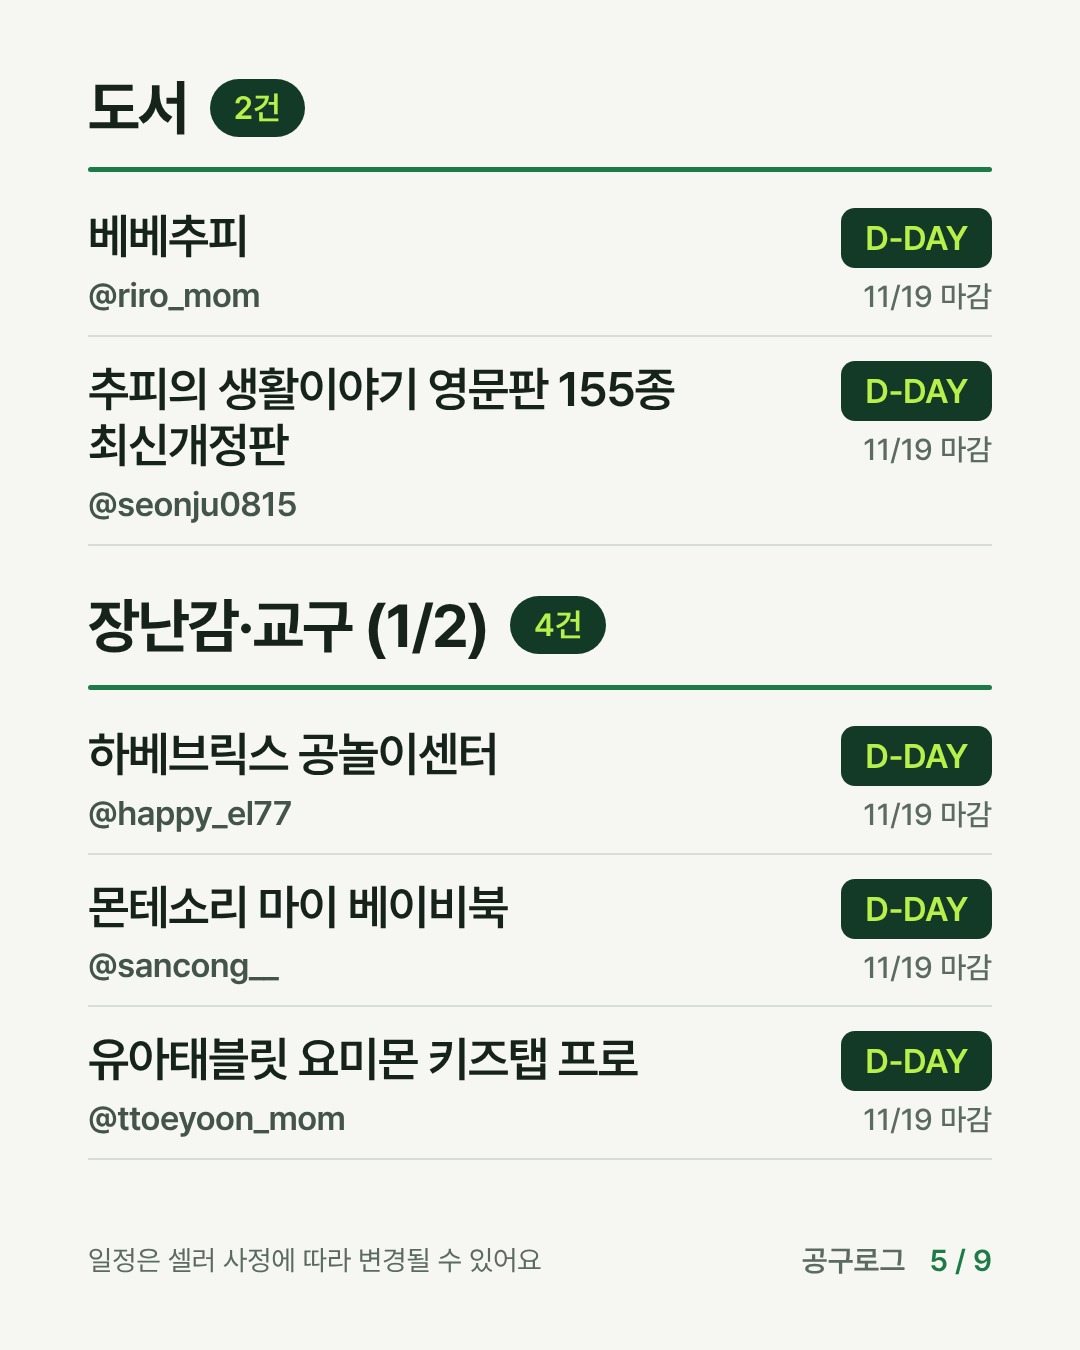 도서 2건
베베추피 D-DAY
@riro_mom 11/19 마감
추피의 생활이야기 영문판 155종 D-DAY
최신개정판 11/19 마감
@seonju0815
장난감·교구 (1/2) 4건
하베브릭스 공놀이센터 D-DAY
@happy_el77 11/19 마감
몬테소리 마이 베이비북 D-DAY
@sancong__ 11/19 마감
유아태블릿 요미몬 키즈탭 프로 D-DAY
@ttoeyoon_mom 11/19 마감
일정은 셀러 사정에 따라 변경될 수 있어요 공구로그 5 / 9